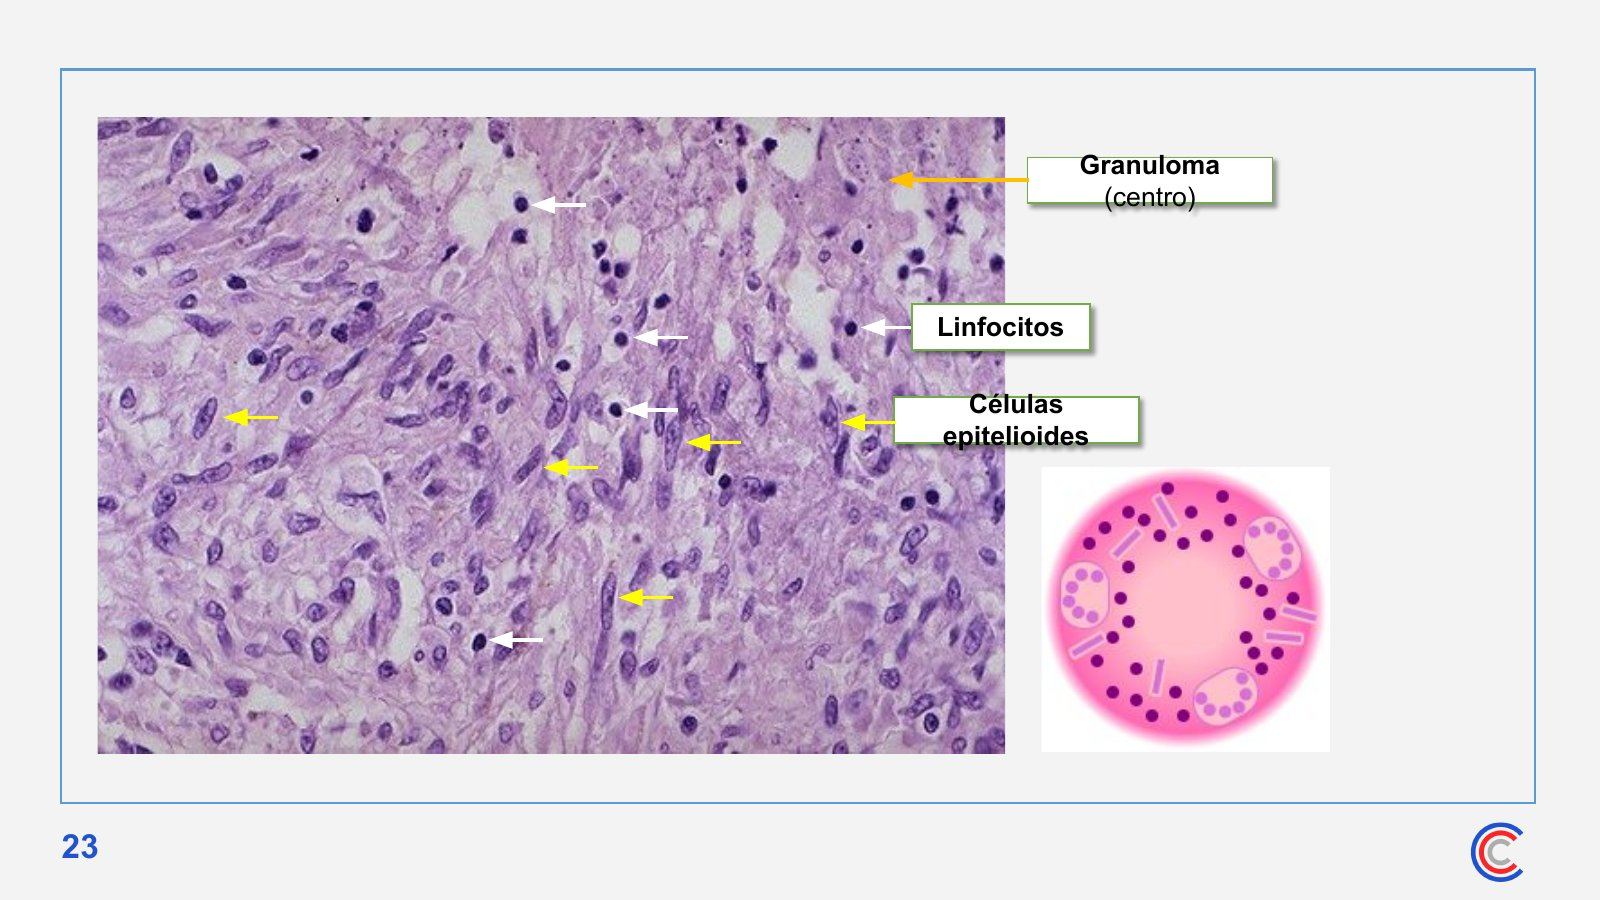 Granuloma
(centro)
Linfocitos
Células
epitelioides
23